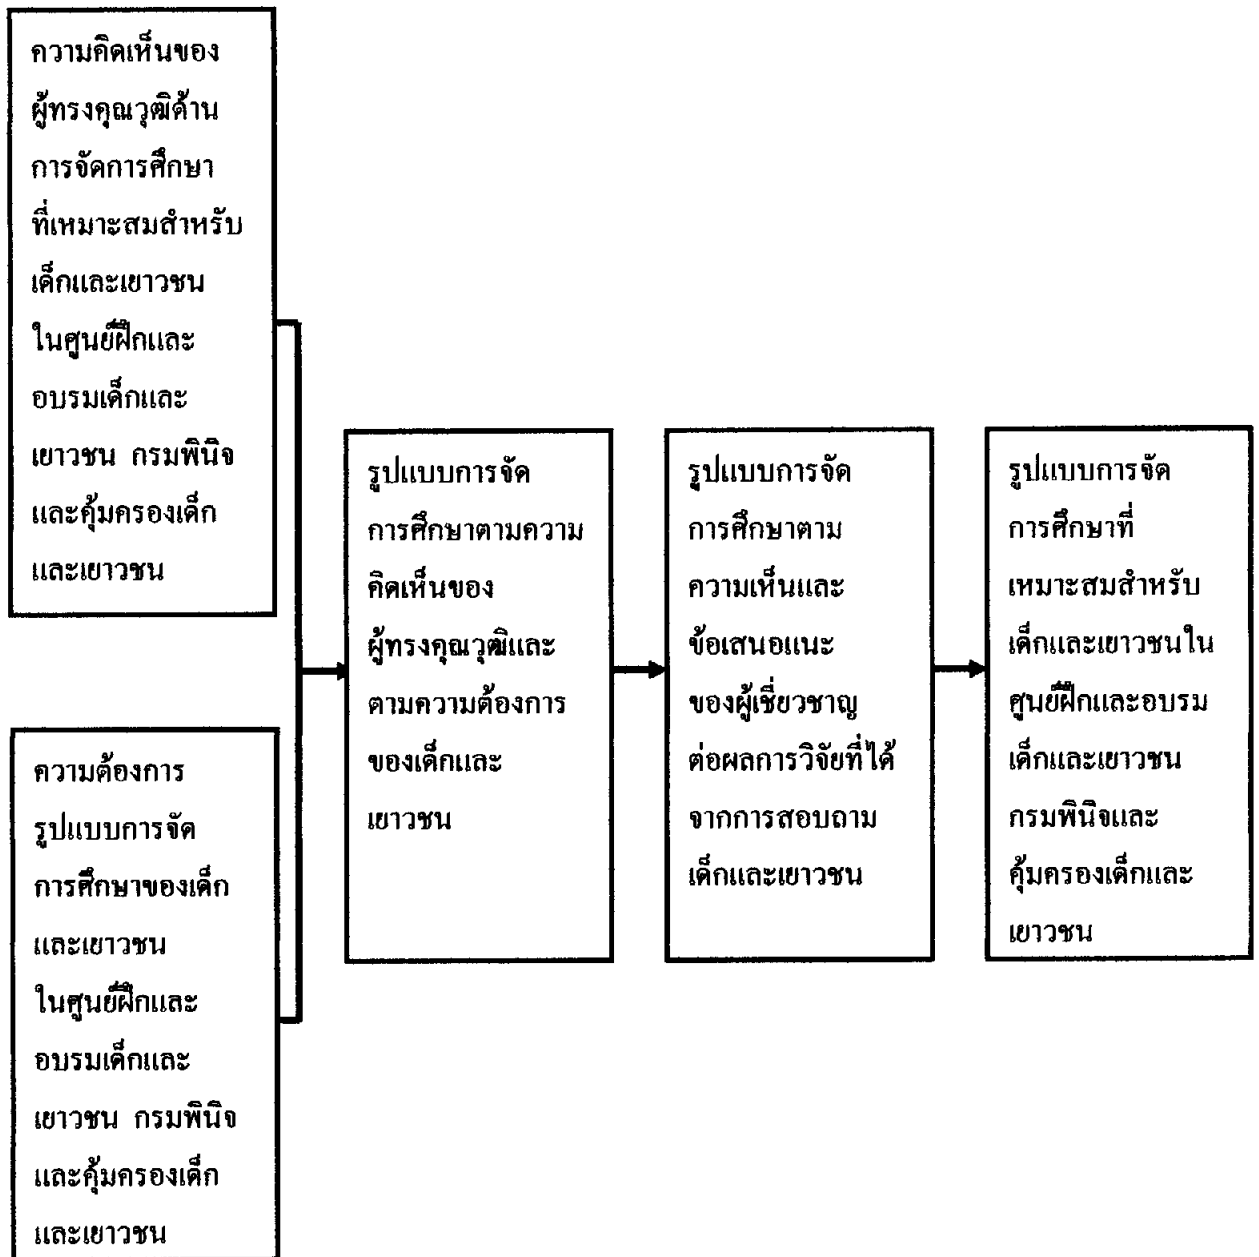 ความคิดเห็นของ
ผู้ทรงคุณวุฒิด้าน
การจัดการศึกษา
ที่เหมาะสมสำหรับ
เด็กและเยาวชน
ในศูนย์ฝึกและ
อบรมเด็กและ
เยาวชน กรมพินิจ
และคุ้มครองเด็ก
และเยาวชน
ความต้องการ
รูปแบบการจัด
การศึกษาของเด็ก
และเยาวชน
ในศูนย์ฝึกและ
อบรมเด็กและ
เยาวชน กรมพินิจ
และคุ้มครองเด็ก
และเยาวชน
รูปแบบการจัด
การศึกษาตามความ
คิดเห็นของ
ผู้ทรงคุณวุฒิและ
ตามความต้องการ
ของเด็กและ
เยาวชน
รูปแบบการจัด
การศึกษาตาม
ความเห็นและ
ข้อเสนอแนะ
ของผู้เชี่ยวชาญ
ต่อผลการวิจัยที่ได้
จากการสอบถาม
เด็กและเยาวชน
รูปแบบการจัด
การศึกษาที่
เหมาะสมสำหรับ
เด็กและเยาวชนใน
ศูนย์ฝึกและอบรม
เด็กและเยาวชน
กรมพินิจและ
คุ้มครองเด็กและ
เยาวชน